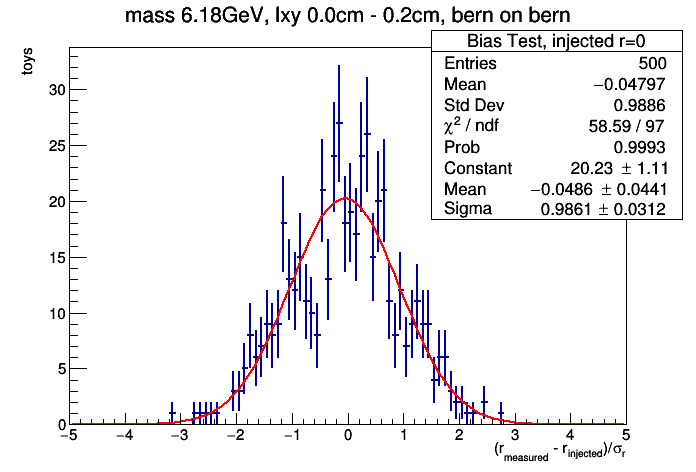 mass 6.18GeV, lxy 0.0cm - 0.2cm, bern on bern
Bias Test, injected r=0
Entries 500
Mean −0.04797
Std Dev 0.9886
χ² / ndf 58.59 / 97
Prob 0.9993
Constant 20.23 ± 1.11
Mean −0.0486 ± 0.0441
Sigma 0.9861 ± 0.0312
toys
30
25
20
15
10
5
0
−5 −4 −3 −2 −1 0 1 2 3 4 5
(r_measured - r_injected)/σ_r